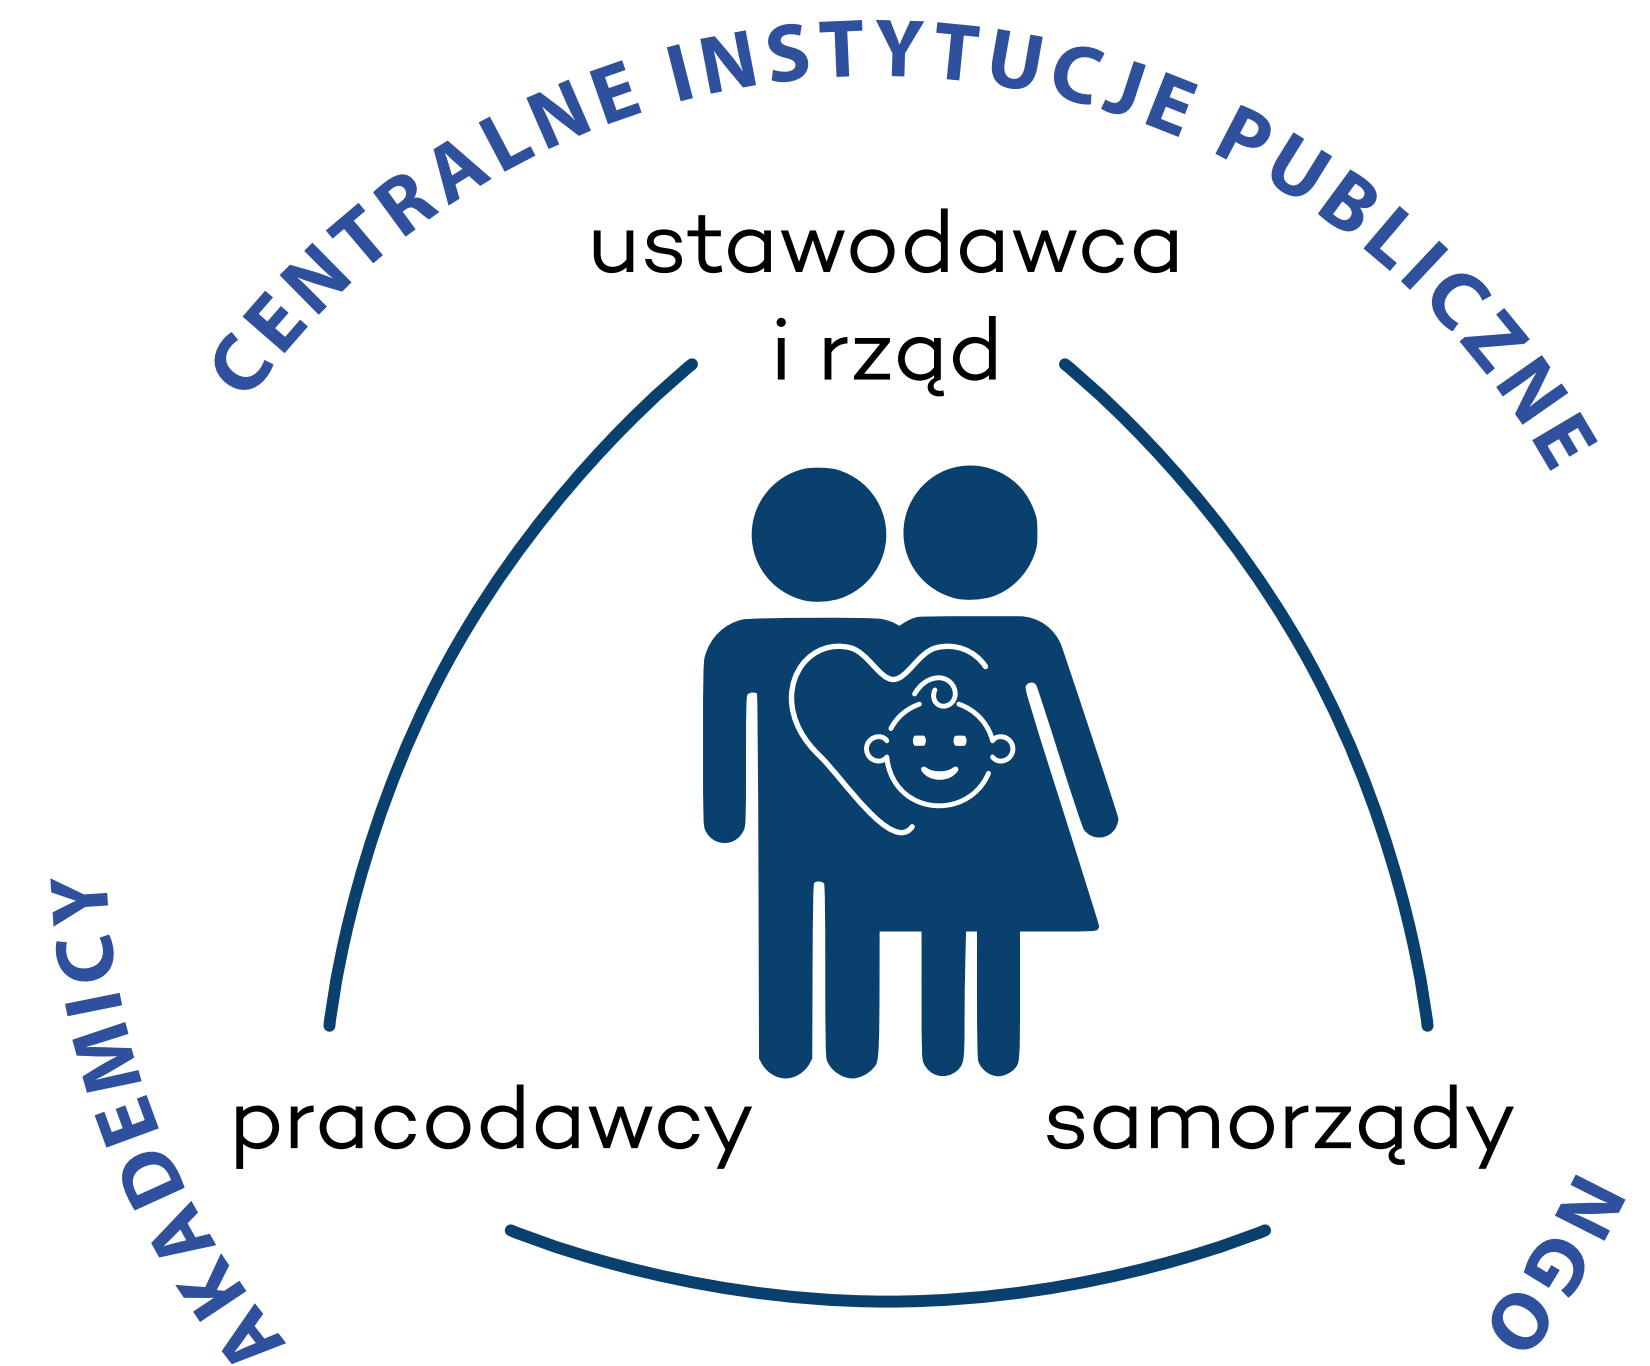 CENTRALNE INSTYTUCJE PUBLICZNE
ustawodawca
i rząd
AKADEMICY
pracodawcy
samorządy
NGO